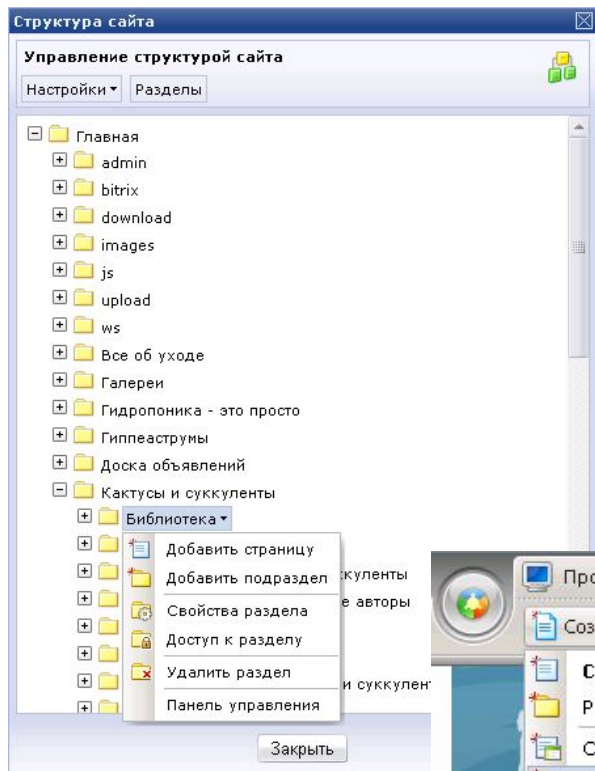 Структура сайта
Управление структурой сайта
Настройки
Разделы
Главная
admin
bitrix
download
images
js
upload
ws
Все об уходе
Галереи
Гидропоника - это просто
Гиппеаструмы
Доска объявлений
Кактусы и суккуленты
Библиотека
Добавить страницу
Добавить подраздел
Свойства раздела
е авторы
Доступ к разделу
Удалить раздел
Панель управления
Закрыть